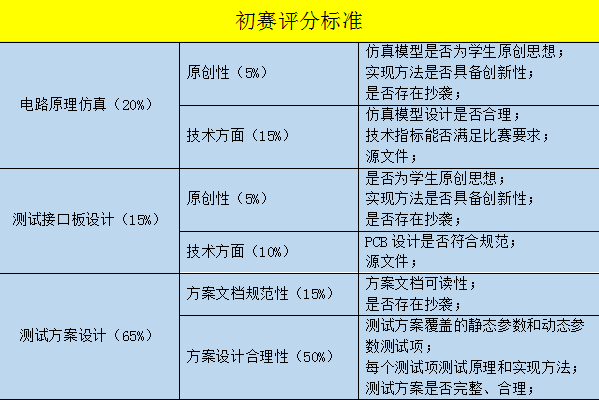 初赛评分标准
电路原理仿真（20%）
原创性（5%）
仿真模型是否为学生原创思想；
实现方法是否具备创新性；
是否存在抄袭；
技术方面（15%）
仿真模型设计是否合理；
技术指标能否满足比赛要求；
源文件；
测试接口板设计（15%）
原创性（5%）
是否为学生原创思想；
实现方法是否具备创新性；
是否存在抄袭；
技术方面（10%）
PCB 设计是否符合规范；
源文件；
测试方案设计（65%）
方案文档规范性（15%）
方案文档可读性；
是否存在抄袭；
方案设计合理性（50%）
测试方案覆盖的静态参数和动态参
数测试项；
每个测试项测试原理和实现方法；
测试方案是否完整、合理；